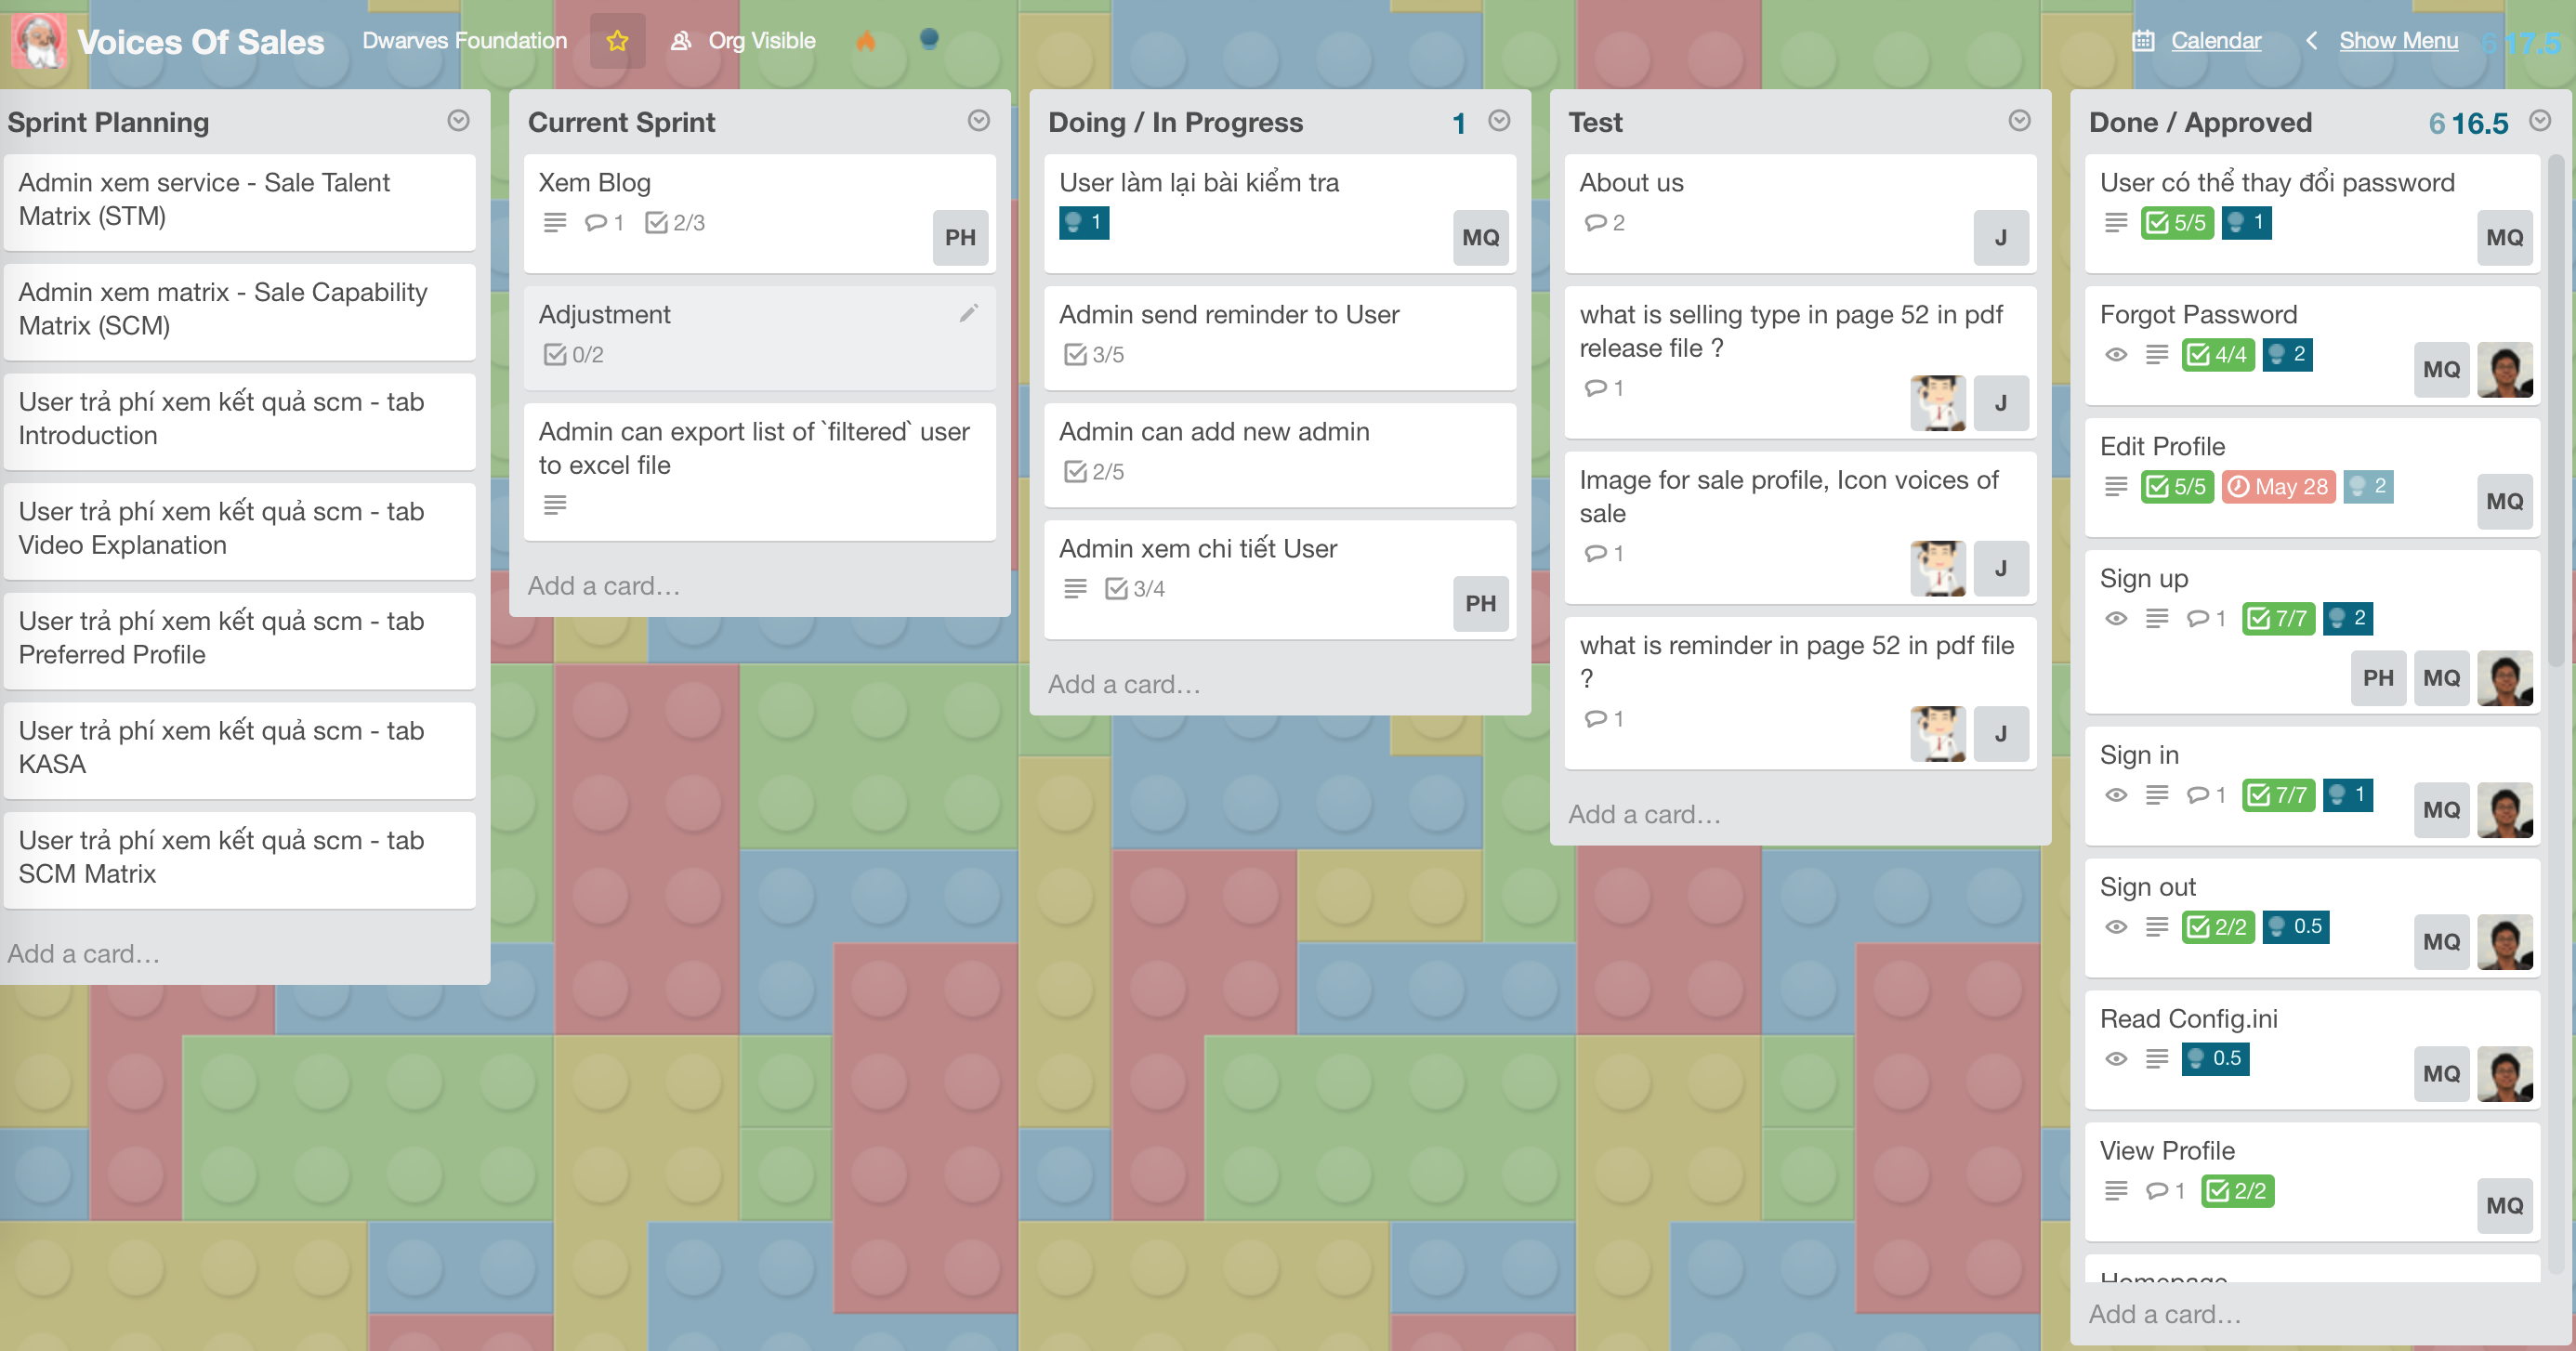 Voices Of Sales
Dwarves Foundation
Org Visible
Calendar
Show Menu
6 17.5
Sprint Planning
Admin xem service - Sale Talent
Matrix (STM)
Admin xem matrix - Sale Capability
Matrix (SCM)
User trả phí xem kết quả scm - tab
Introduction
User trả phí xem kết quả scm - tab
Video Explanation
User trả phí xem kết quả scm - tab
Preferred Profile
User trả phí xem kết quả scm - tab
KASA
User trả phí xem kết quả scm - tab
SCM Matrix
Add a card…
Current Sprint
Xem Blog
1 2/3
PH
Adjustment
0/2
Admin can export list of `filtered` user
to excel file
Add a card…
Doing / In Progress 1
User làm lại bài kiểm tra
1
MQ
Admin send reminder to User
3/5
Admin can add new admin
2/5
Admin xem chi tiết User
3/4
PH
Add a card…
Test
About us
2
J
what is selling type in page 52 in pdf
release file ?
1
J
Image for sale profile, Icon voices of
sale
1
J
what is reminder in page 52 in pdf file
?
1
J
Add a card…
Done / Approved 6 16.5
User có thể thay đổi password
5/5 1
MQ
Forgot Password
4/4 2
MQ
Edit Profile
5/5 May 28 2
MQ
Sign up
1 7/7 2
PH MQ
Sign in
1 7/7 1
MQ
Sign out
2/2 0.5
MQ
Read Config.ini
0.5
MQ
View Profile
1 2/2
MQ
Homepage
Add a card…